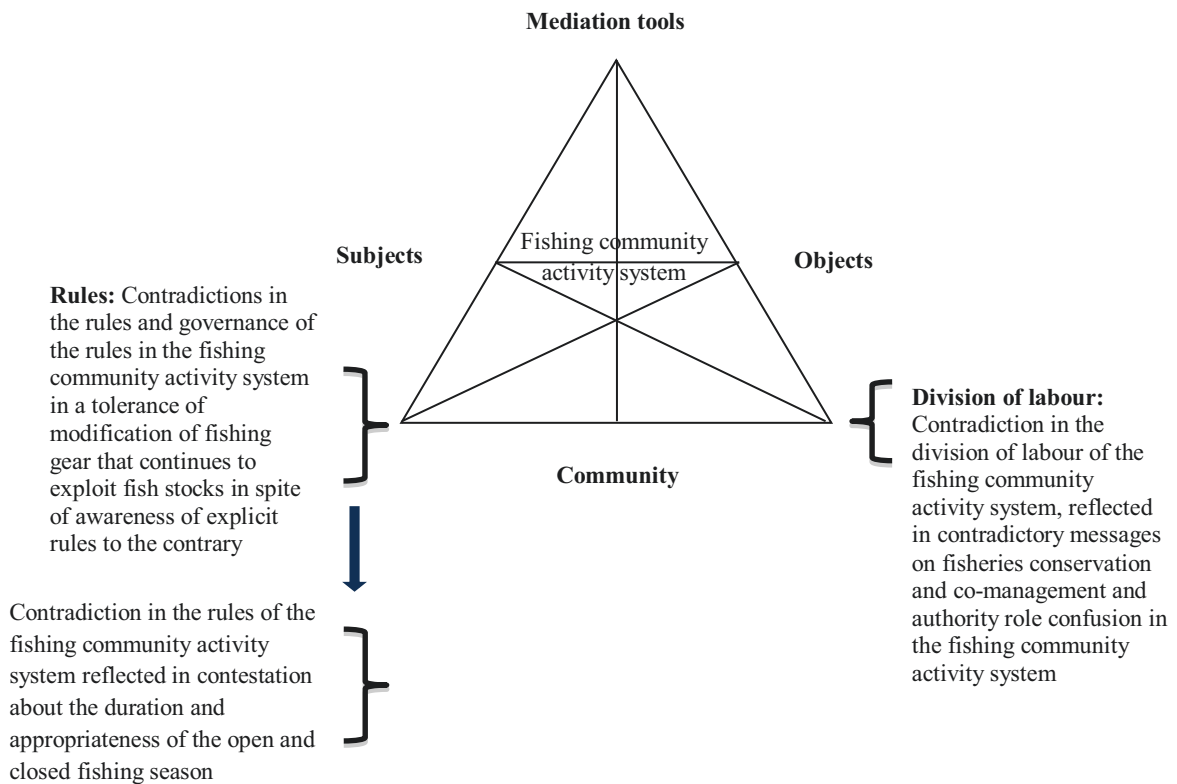 Mediation tools
Fishing community
activity system
Subjects
Objects
Rules: Contradictions in
the rules and governance of
the rules in the fishing
community activity system
in a tolerance of
modification of fishing
gear that continues to
exploit fish stocks in spite
of awareness of explicit
rules to the contrary
Division of labour:
Contradiction in the
division of labour of the
fishing community
activity system, reflected
in contradictory messages
on fisheries conservation
and co-management and
authority role confusion in
the fishing community
activity system
Community
Contradiction in the rules of the
fishing community activity
system reflected in contestation
about the duration and
appropriateness of the open and
closed fishing season